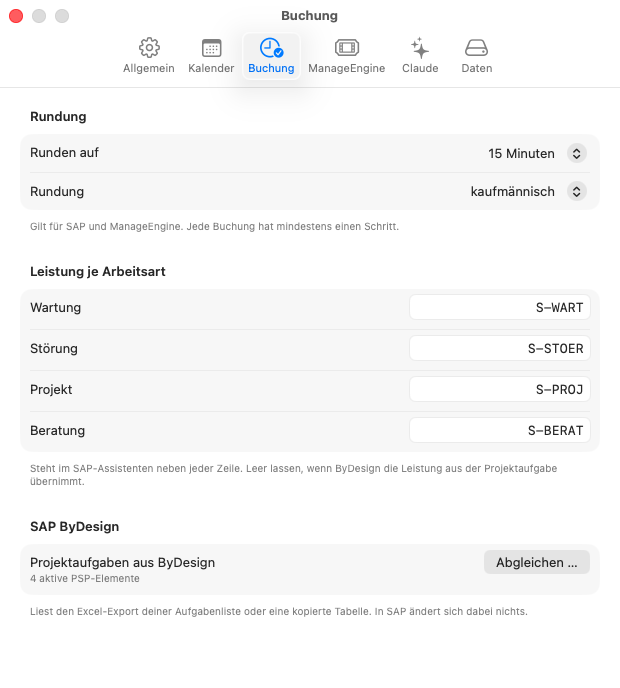 Buchung
Allgemein
Kalender
Buchung
ManageEngine
Claude
Daten
Rundung
Runden auf
15 Minuten
Rundung
kaufmännisch
Gilt für SAP und ManageEngine. Jede Buchung hat mindestens einen Schritt.
Leistung je Arbeitsart
Wartung
S-WART
Störung
S-STOER
Projekt
S-PROJ
Beratung
S-BERAT
Steht im SAP-Assistenten neben jeder Zeile. Leer lassen, wenn ByDesign die Leistung aus der Projektaufgabe
übernimmt.
SAP ByDesign
Projektaufgaben aus ByDesign
4 aktive PSP-Elemente
Abgleichen ...
Liest den Excel-Export deiner Aufgabenliste oder eine kopierte Tabelle. In SAP ändert sich dabei nichts.